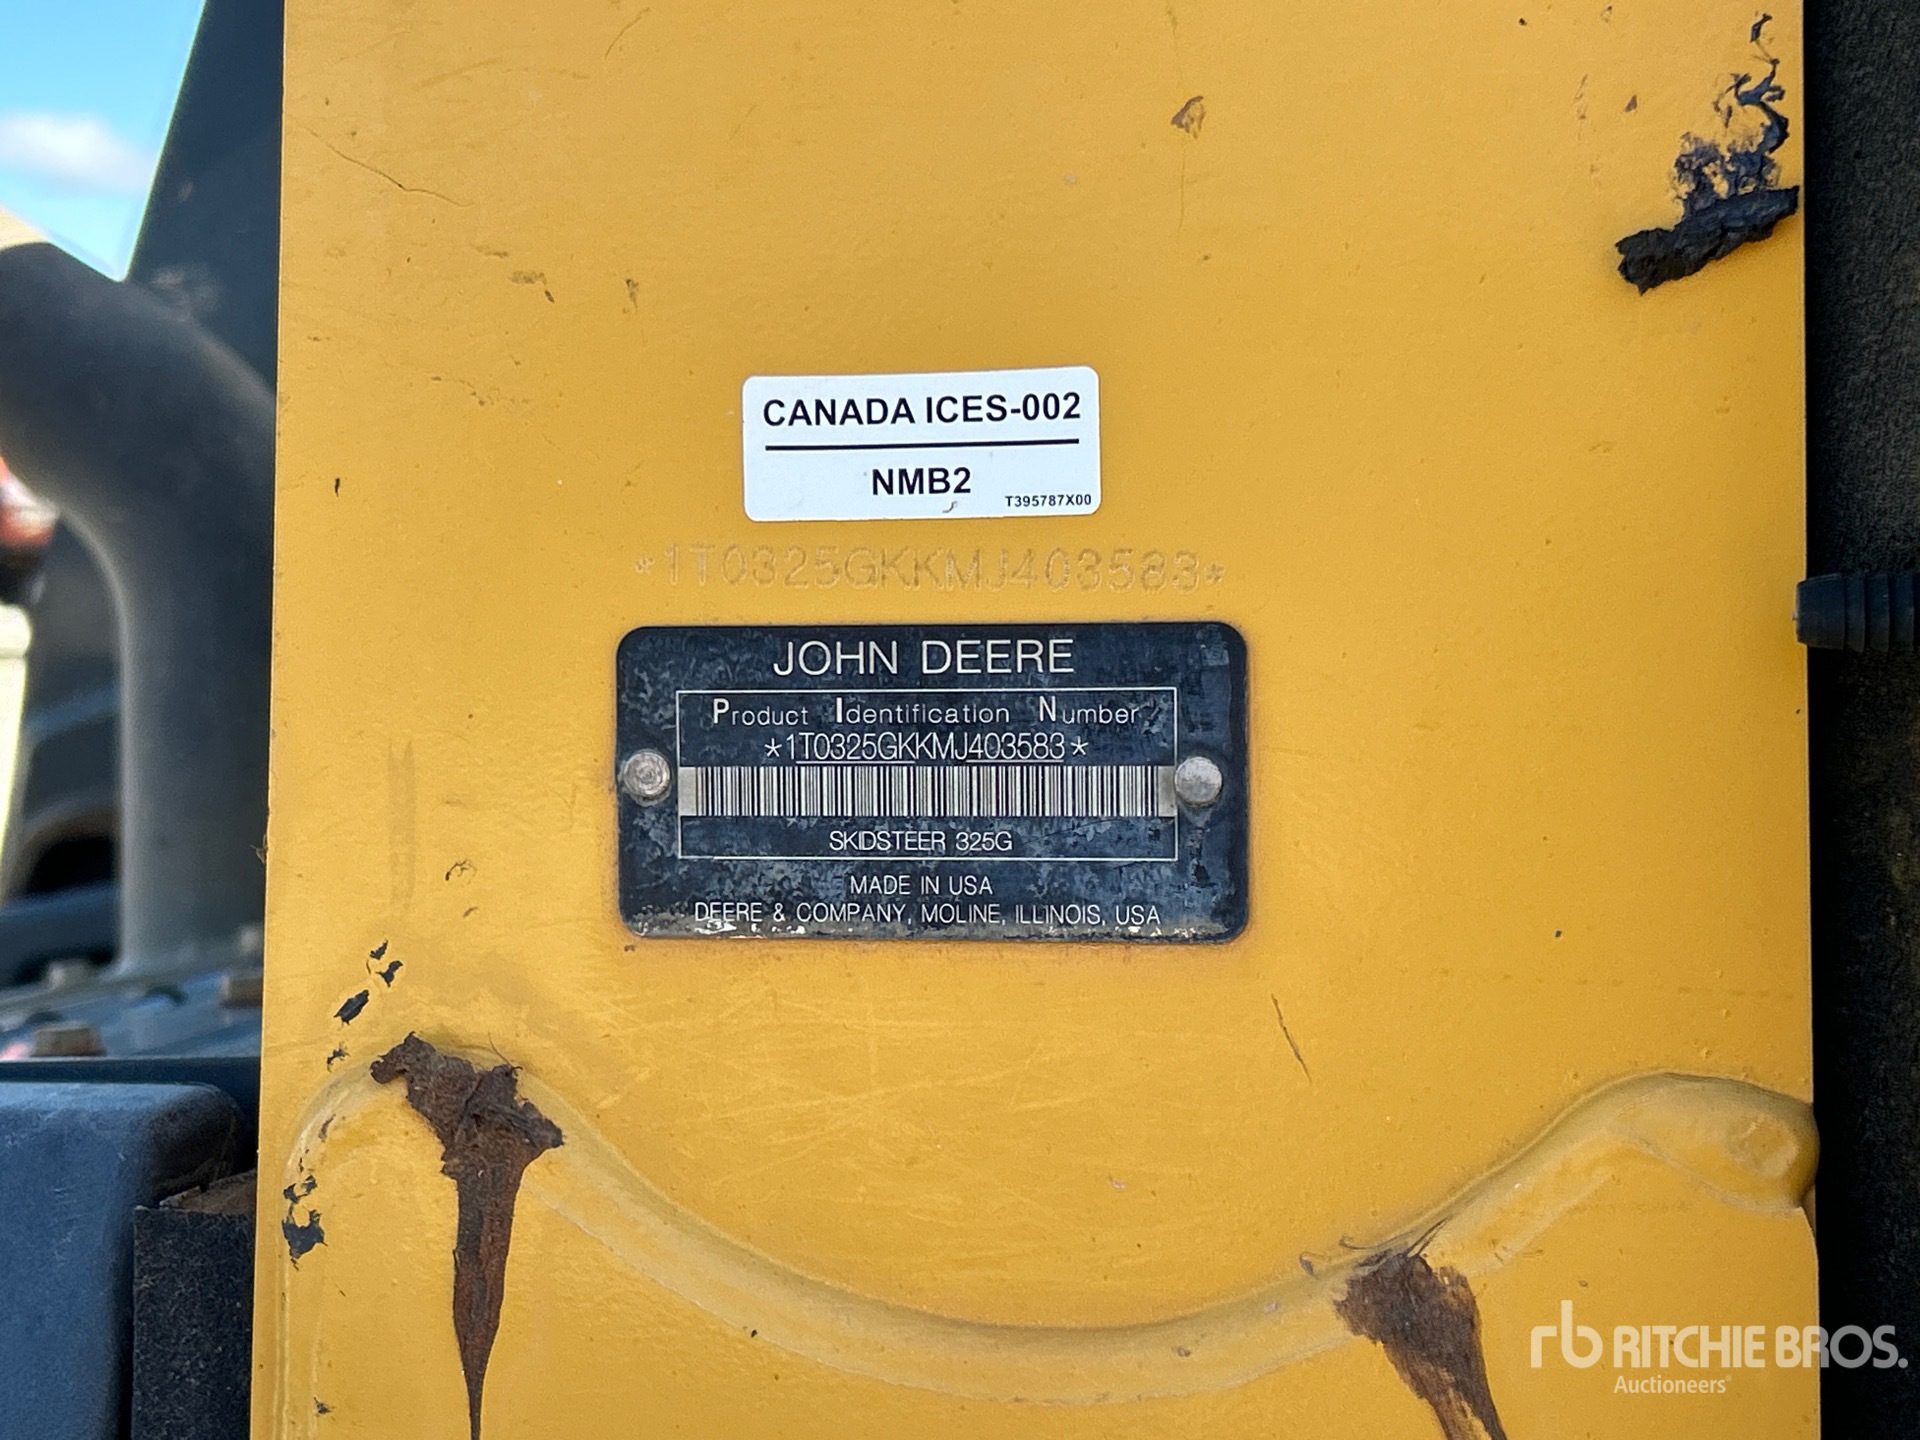 CANADA ICES-002
NMB2
T395787X00
*1T0325GKKMJ403583*
JOHN DEERE
Product Identification Number
*1T0325GKKMJ403583*
SKIDSTEER 325G
MADE IN USA
DEERE & COMPANY, MOLINE, ILLINOIS, USA
rb RITCHIE BROS.
Auctioneers